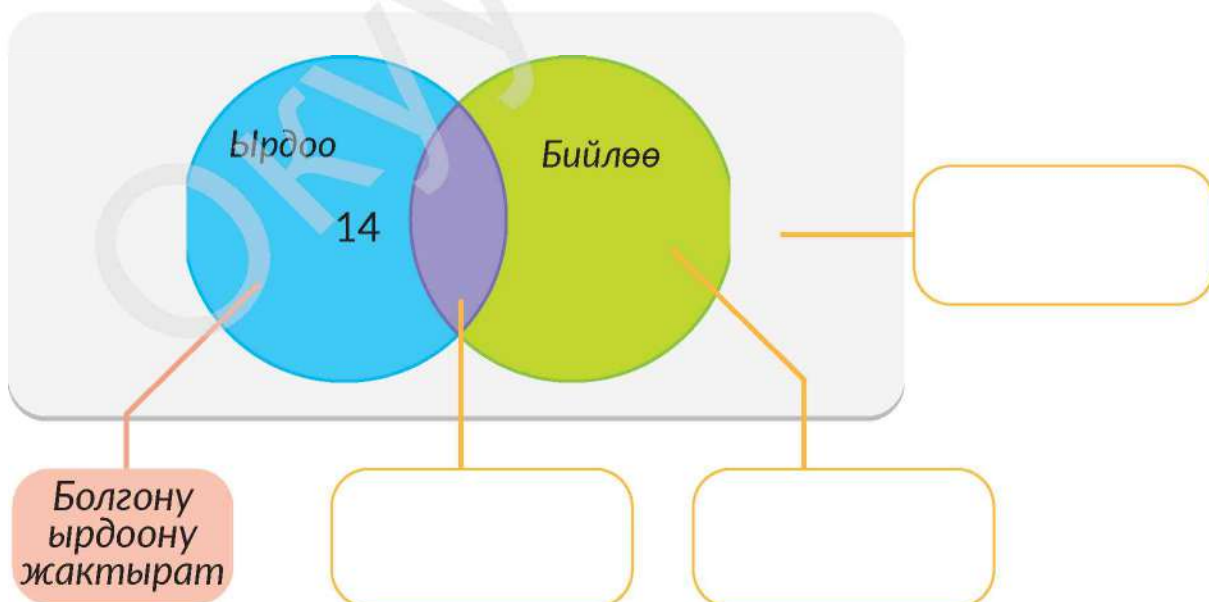 Ырдоо
Бийлөө
14
Болгону
ырдоону
жактырат